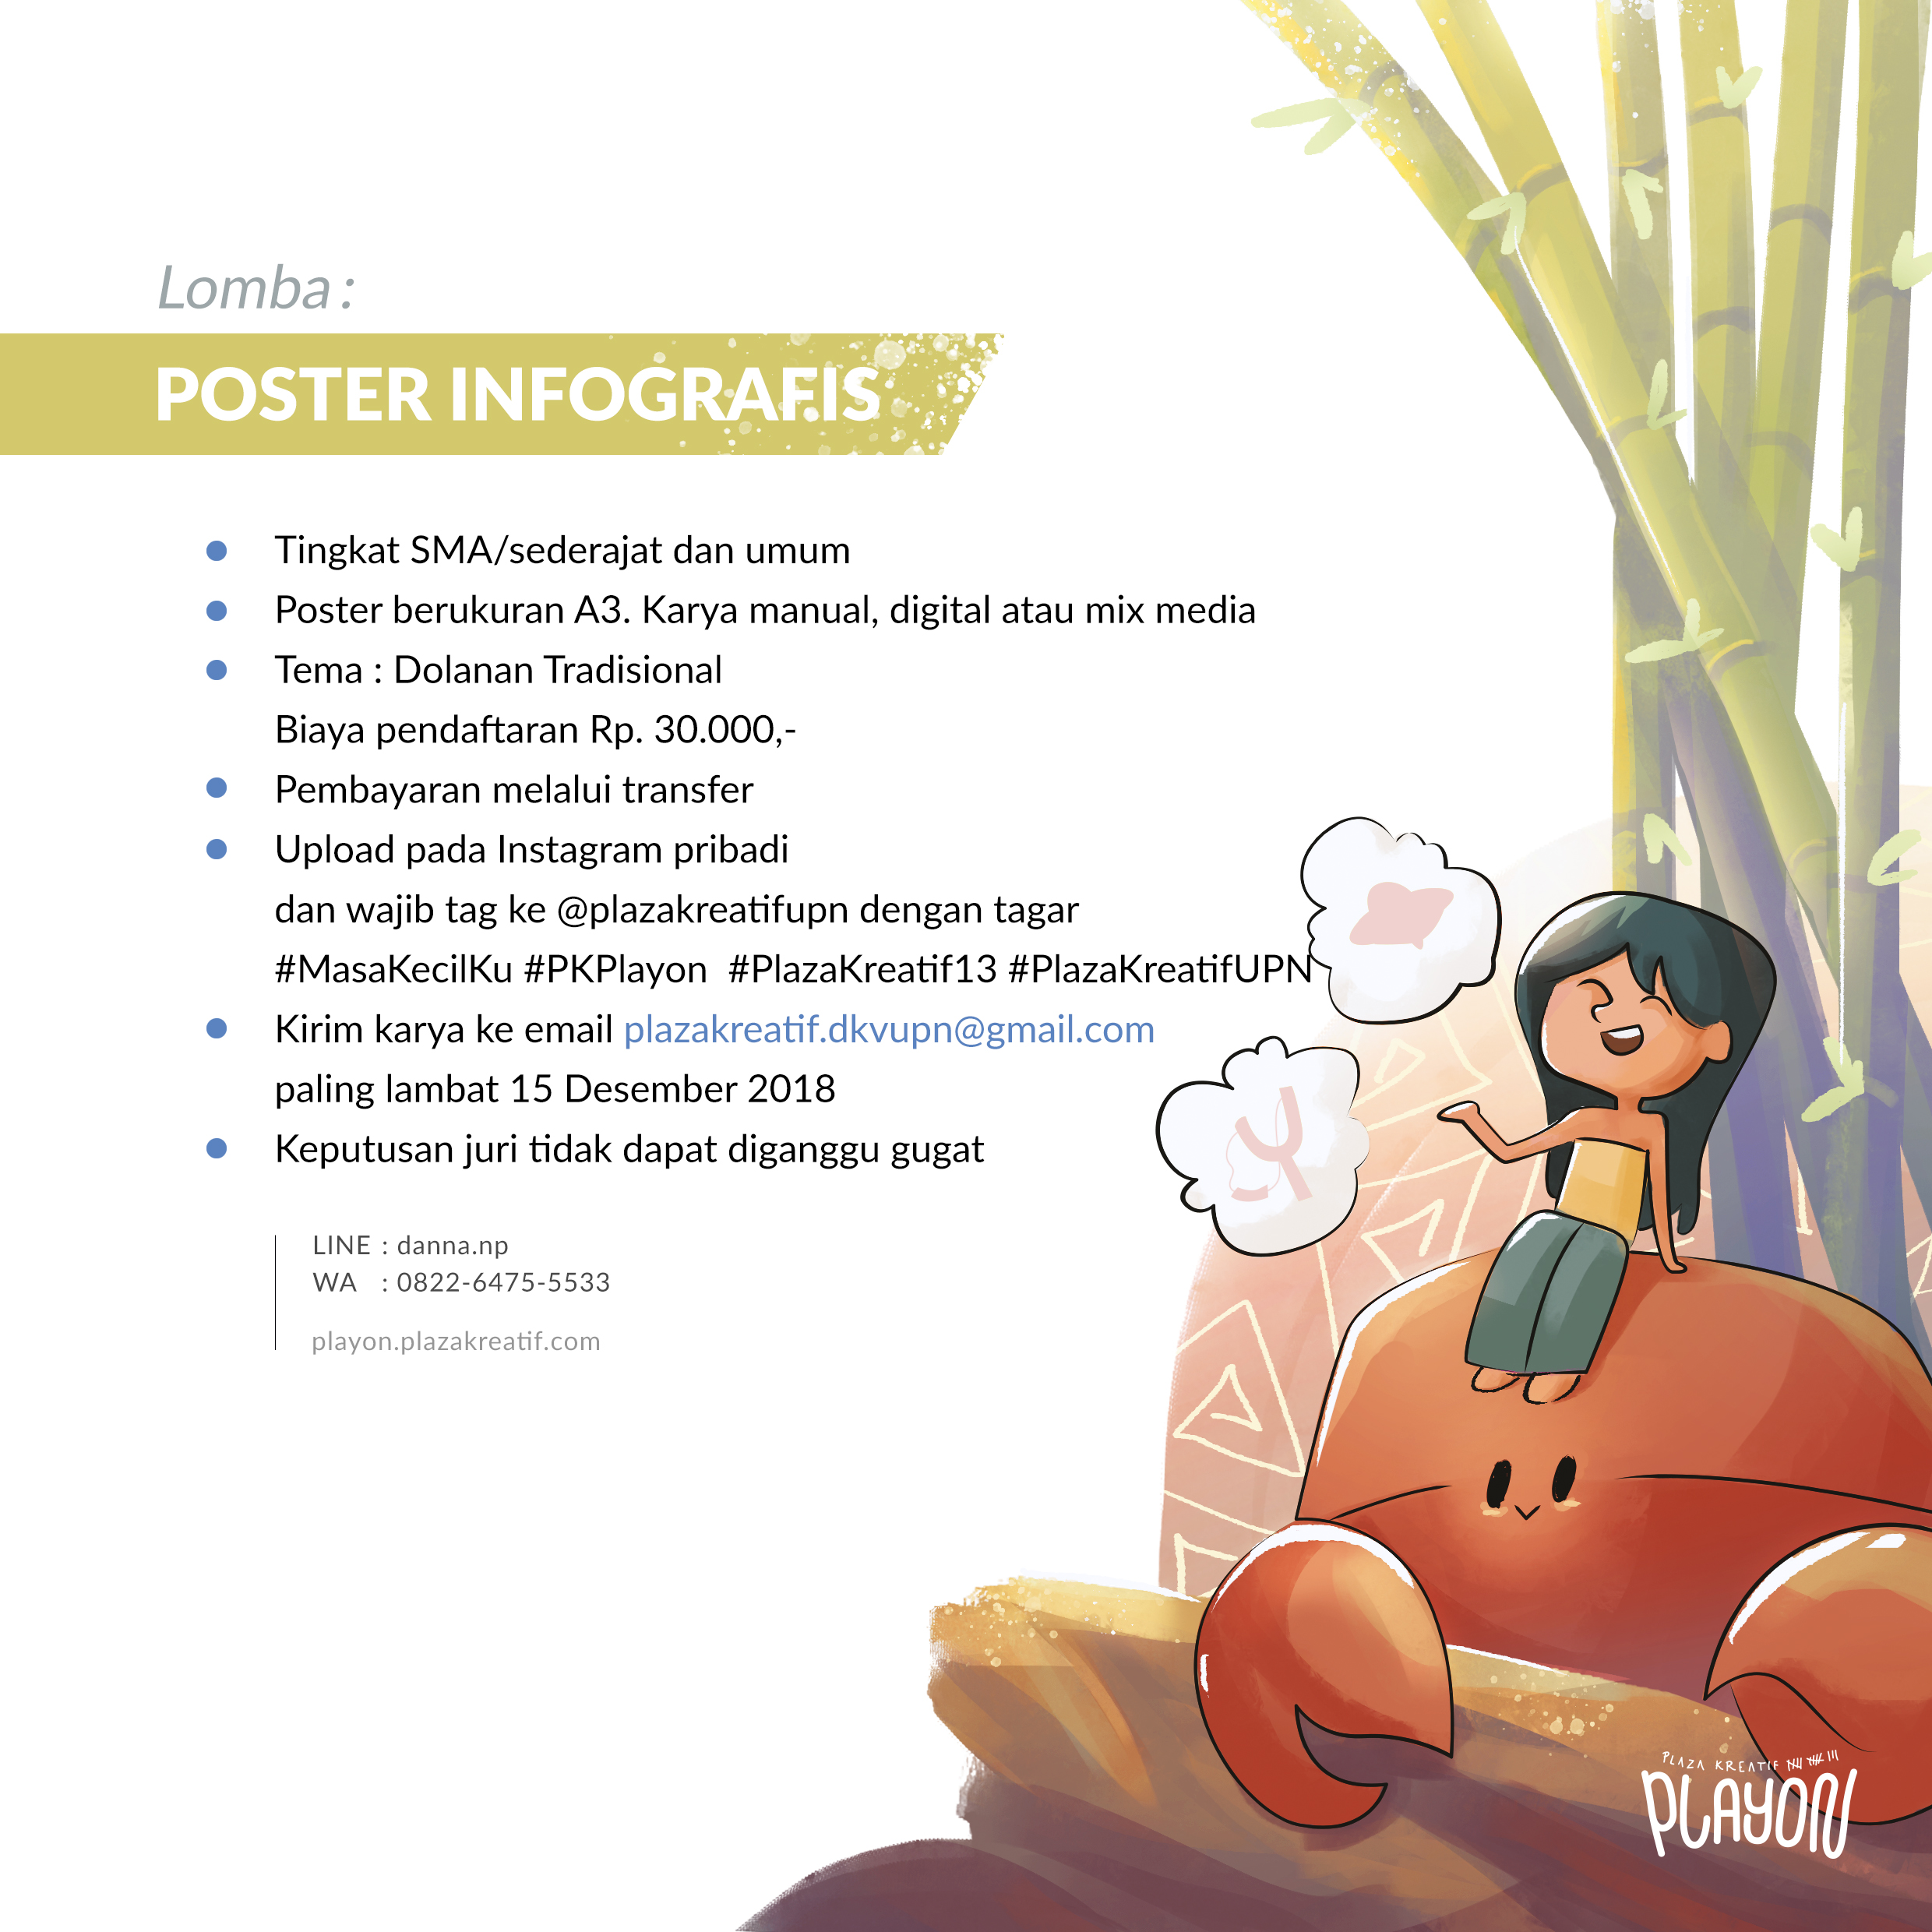 Lomba :
POSTER INFOGRAFIS
Tingkat SMA/sederajat dan umum
Poster berukuran A3. Karya manual, digital atau mix media
Tema : Dolanan Tradisional
Biaya pendaftaran Rp. 30.000,-
Pembayaran melalui transfer
Upload pada Instagram pribadi
dan wajib tag ke @plazakreatifupn dengan tagar
#MasaKecilKu #PKPlayon #PlazaKreatif13 #PlazaKreatifUPN
Kirim karya ke email plazakreatif.dkvupn@gmail.com
paling lambat 15 Desember 2018
Keputusan juri tidak dapat diganggu gugat
LINE : danna.np
WA : 0822-6475-5533
playon.plazakreatif.com
PLAZA KREATIF
PLAYON